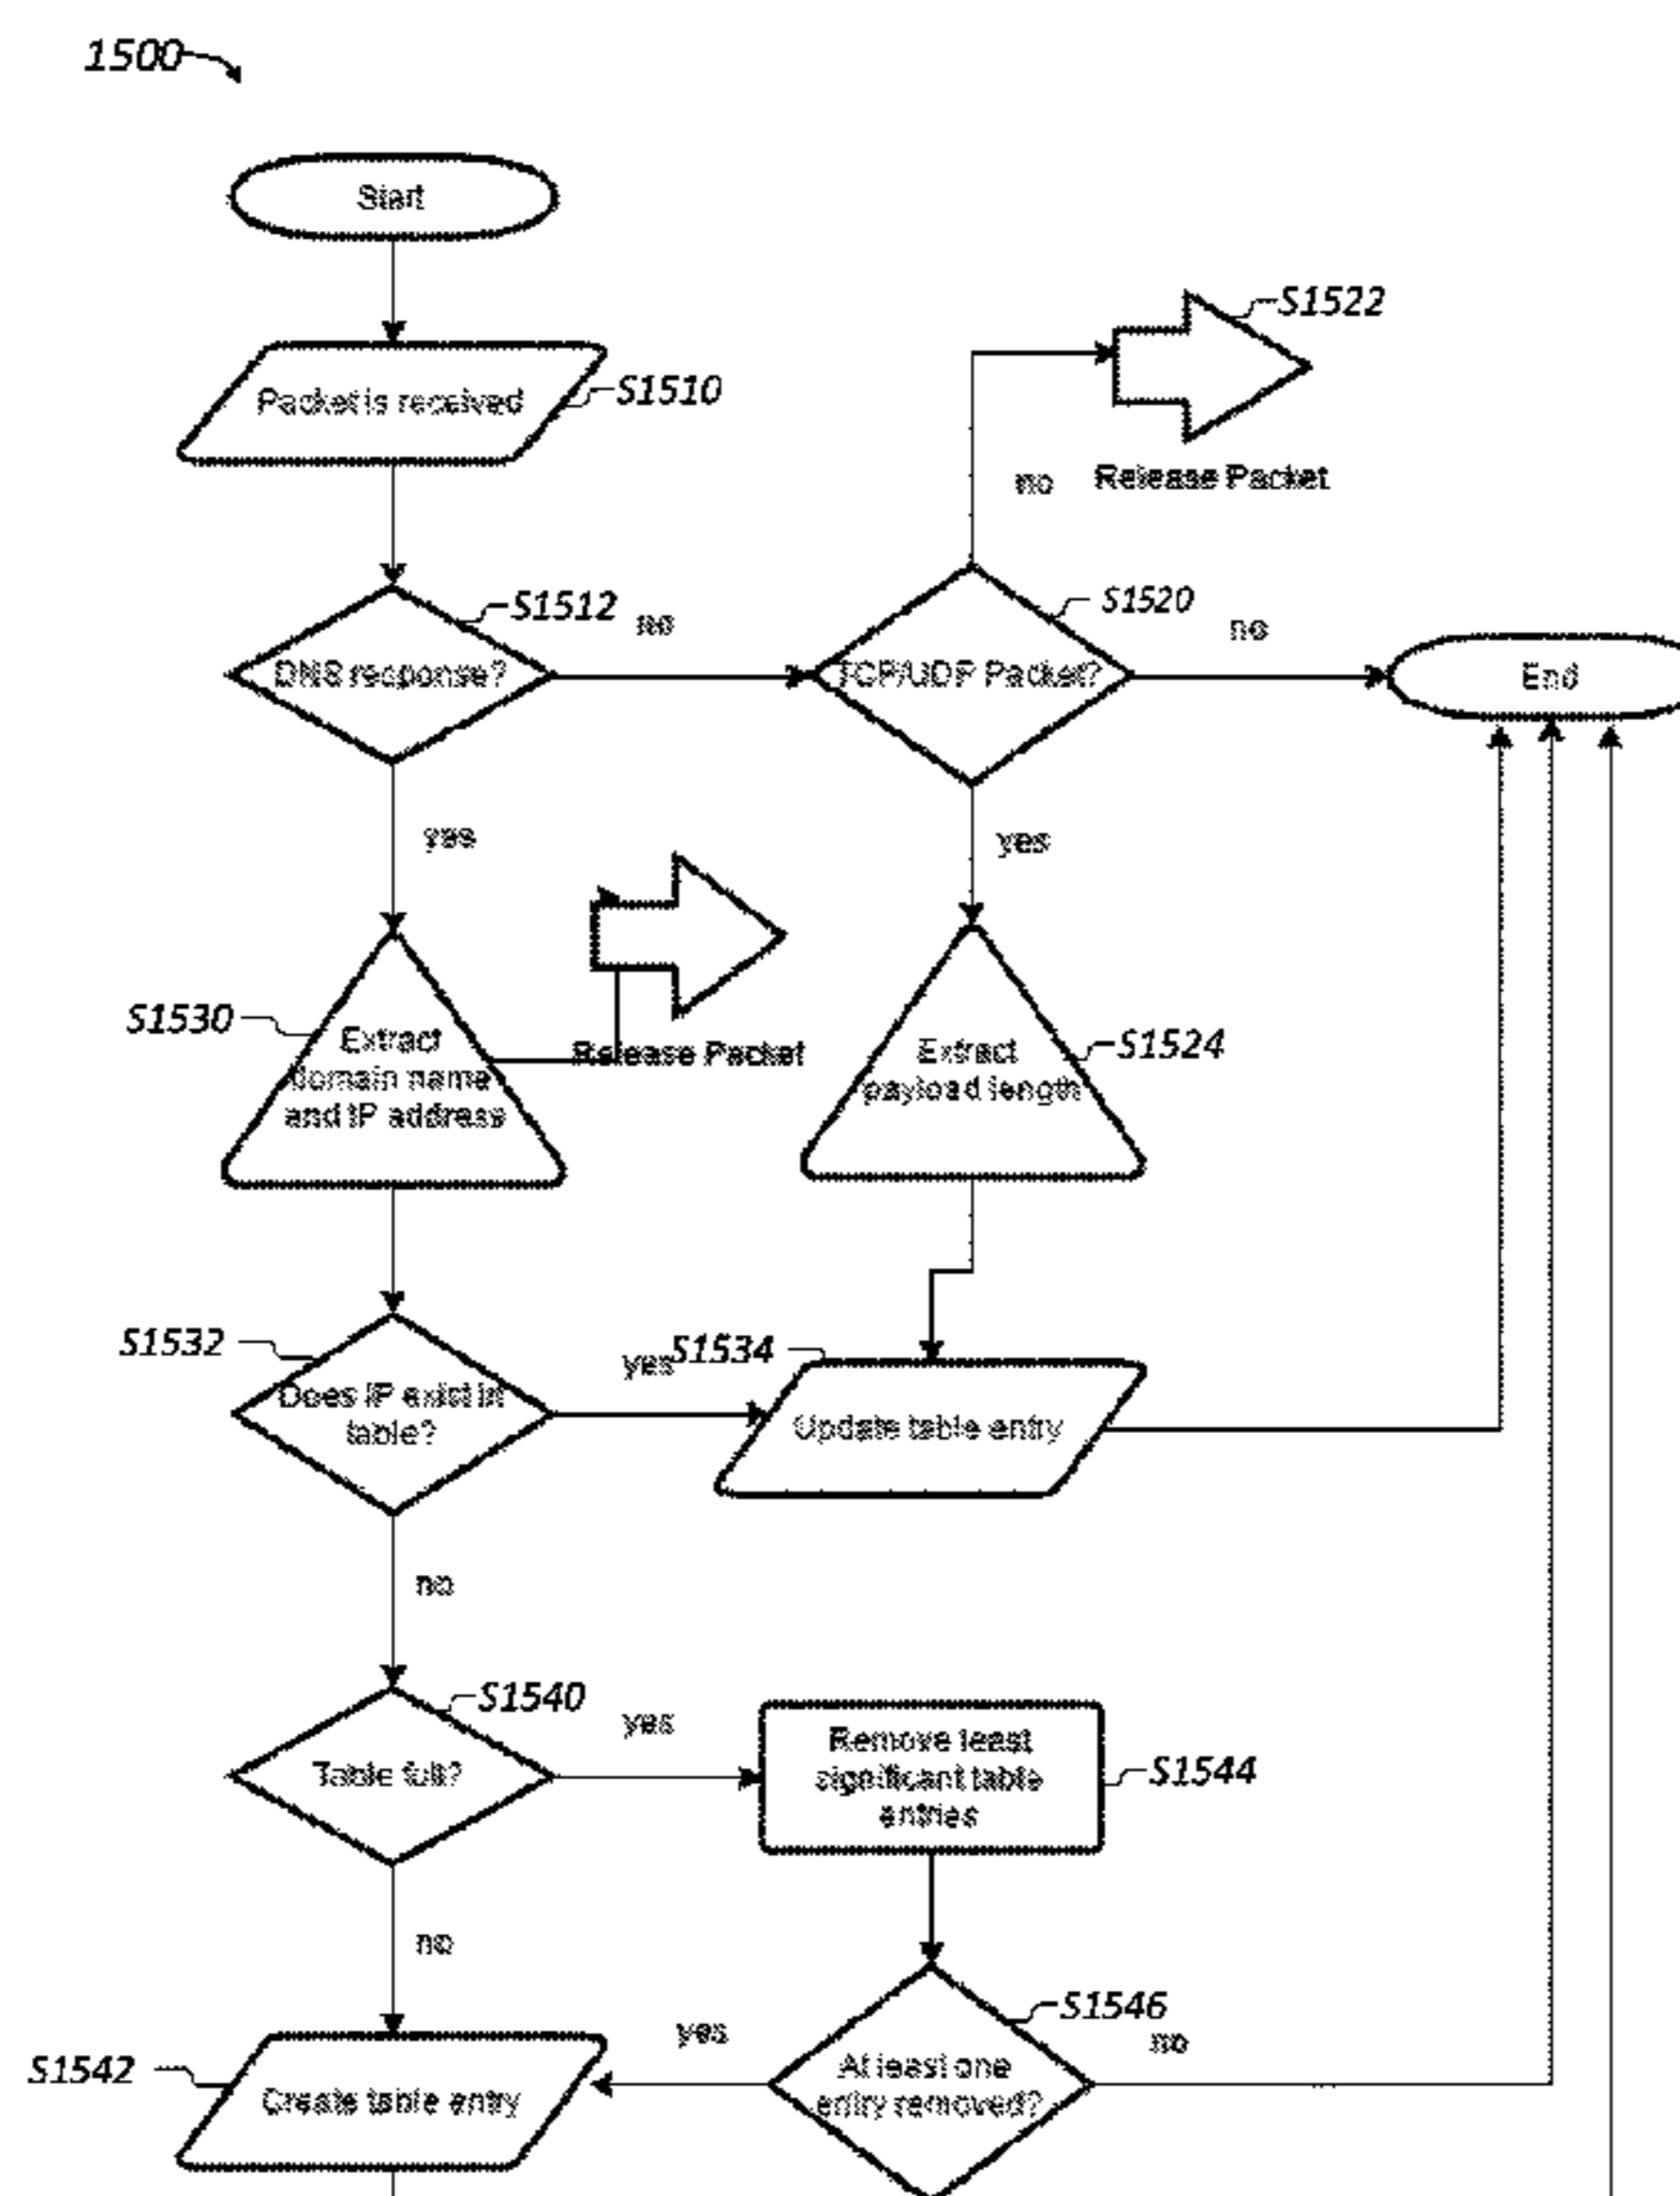 1500
Start
Packet is received
S1510
S1522
Release Packet
no
DNS response?
S1512
no
TCP/UDP Packet?
S1520
no
End
yes
yes
Release Packet
S1530
Extract
domain name
and IP address
Extract
payload length
S1524
S1532
Does IP exist in
table?
yes
S1534
Update table entry
no
S1540
Table full?
yes
Remove least
significant table
entries
S1544
no
S1546
At least one
entry removed?
yes
no
S1542
Create table entry